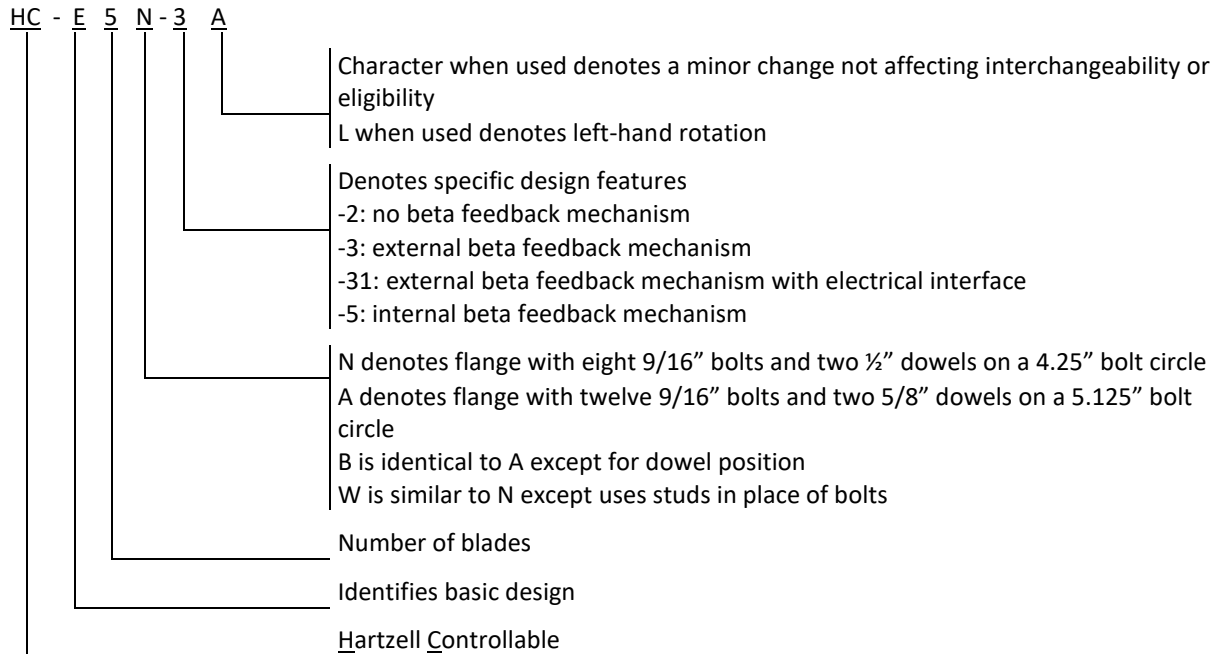 HC - E 5 N - 3 A
Character when used denotes a minor change not affecting interchangeability or
eligibility
L when used denotes left-hand rotation
Denotes specific design features
-2: no beta feedback mechanism
-3: external beta feedback mechanism
-31: external beta feedback mechanism with electrical interface
-5: internal beta feedback mechanism
N denotes flange with eight 9/16” bolts and two ½” dowels on a 4.25” bolt circle
A denotes flange with twelve 9/16” bolts and two 5/8” dowels on a 5.125” bolt
circle
B is identical to A except for dowel position
W is similar to N except uses studs in place of bolts
Number of blades
Identifies basic design
Hartzell Controllable